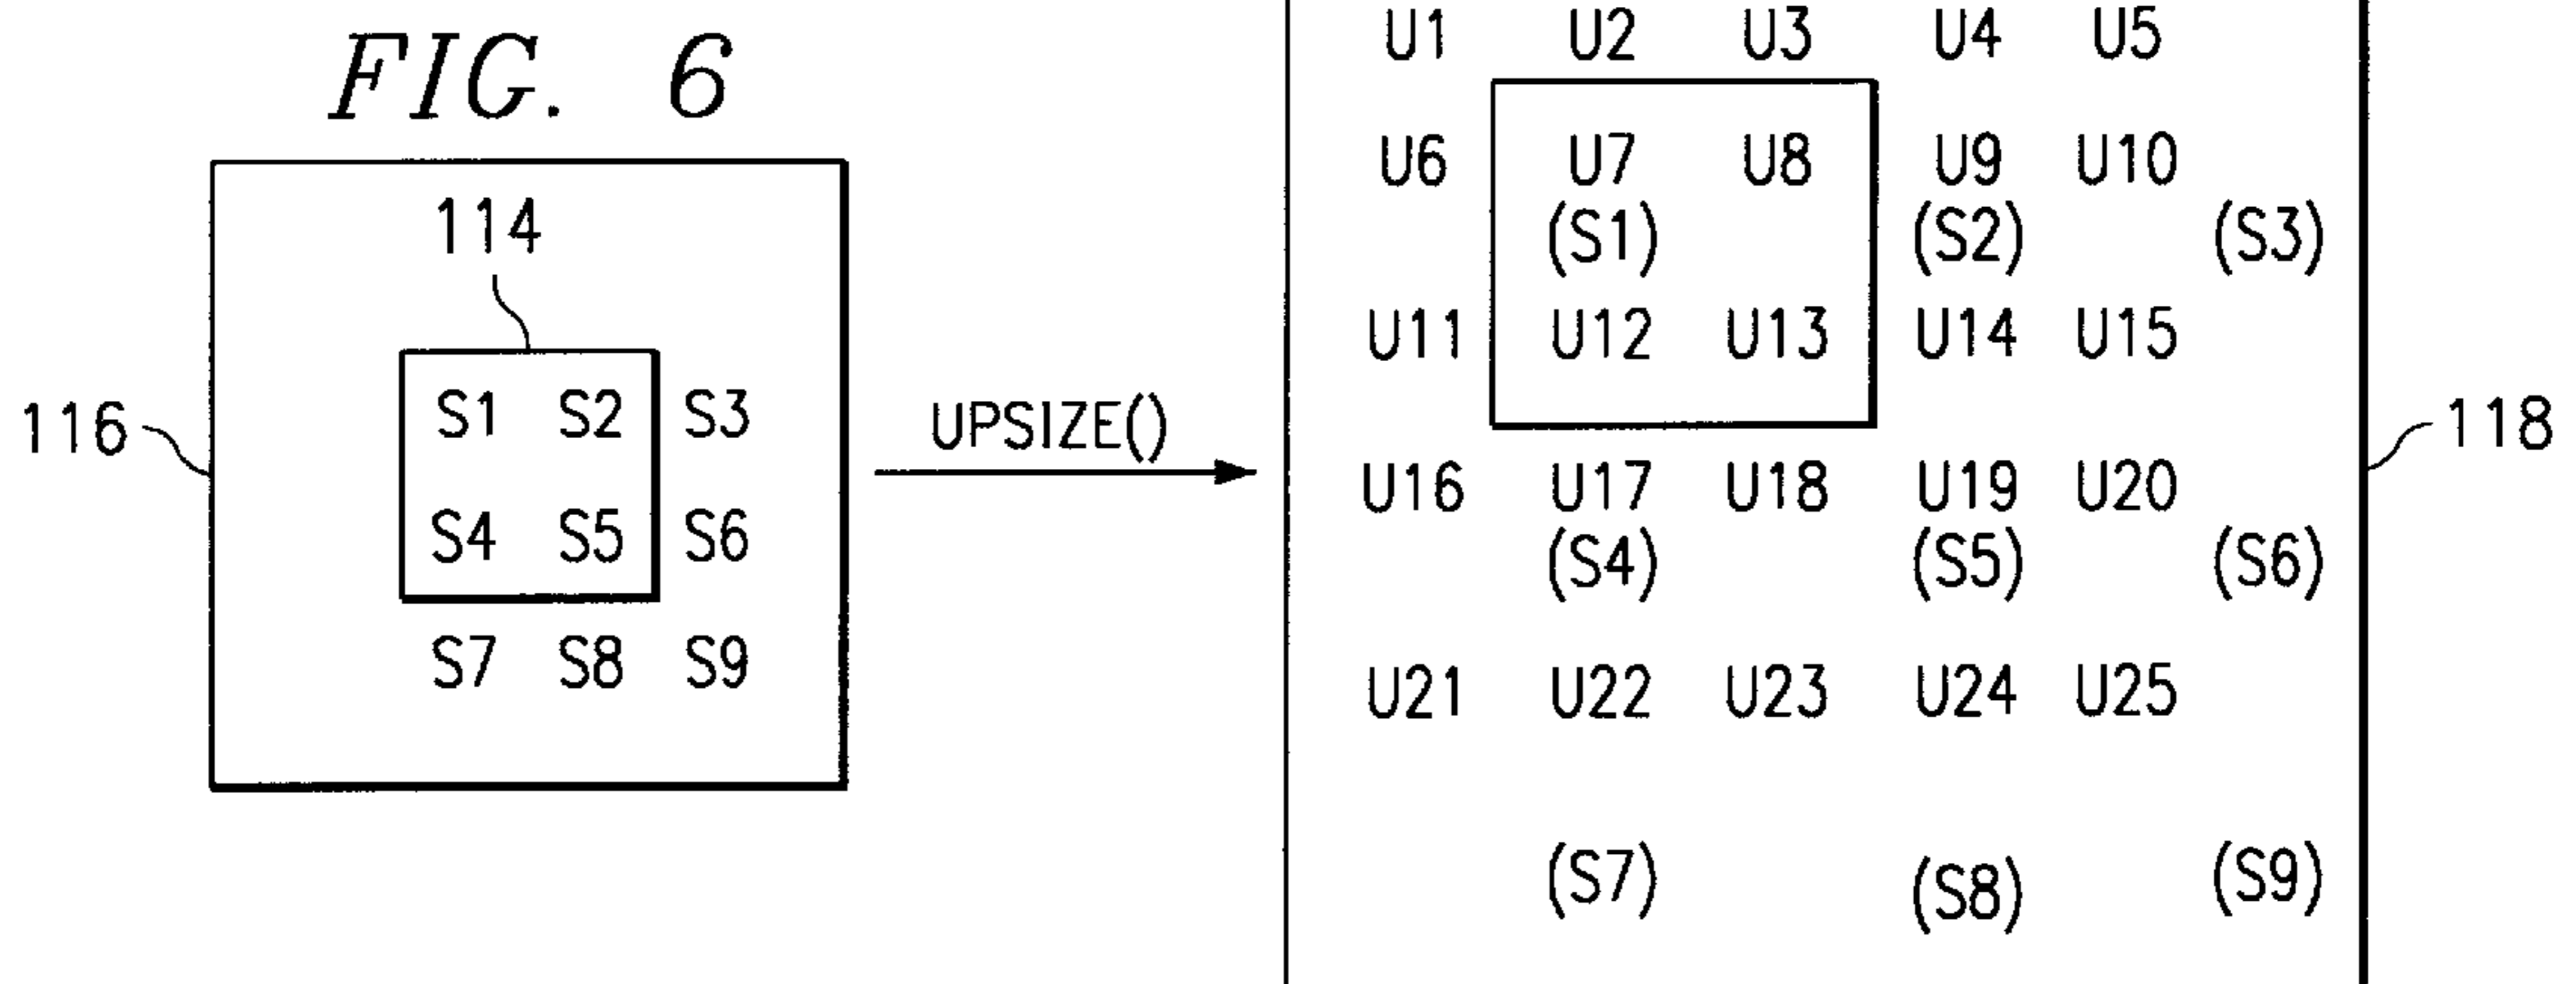 FIG. 6
114
116
S1 S2 S3
S4 S5 S6
S7 S8 S9
UPSIZE()
U1 U2 U3 U4 U5
U6 U7 U8 U9 U10
(S1) (S2) (S3)
U11 U12 U13 U14 U15
U16 U17 U18 U19 U20
(S4) (S5) (S6)
U21 U22 U23 U24 U25
(S7) (S8) (S9)
118